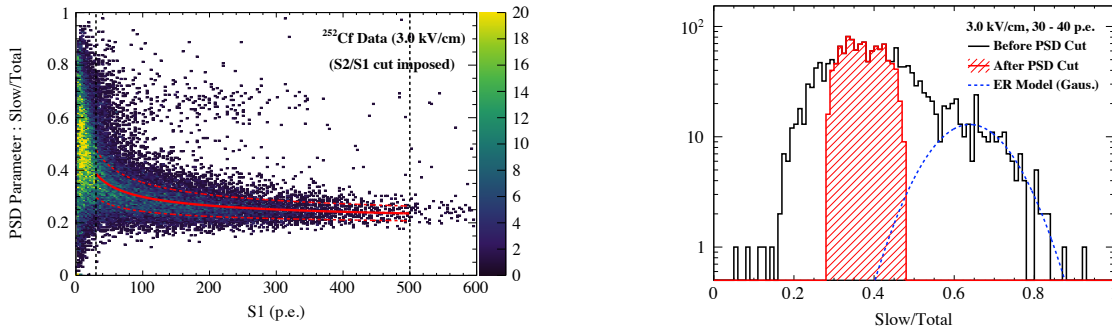 PSD Parameter : Slow/Total
1
0.8
0.6
0.4
0.2
0
0 100 200 300 400 500 600
S1 (p.e.)
²⁵²Cf Data (3.0 kV/cm)
(S2/S1 cut imposed)
20
18
16
14
12
10
8
6
4
2
0
10²
10
1
0 0.2 0.4 0.6 0.8
Slow/Total
3.0 kV/cm, 30 - 40 p.e.
Before PSD Cut
After PSD Cut
ER Model (Gaus.)